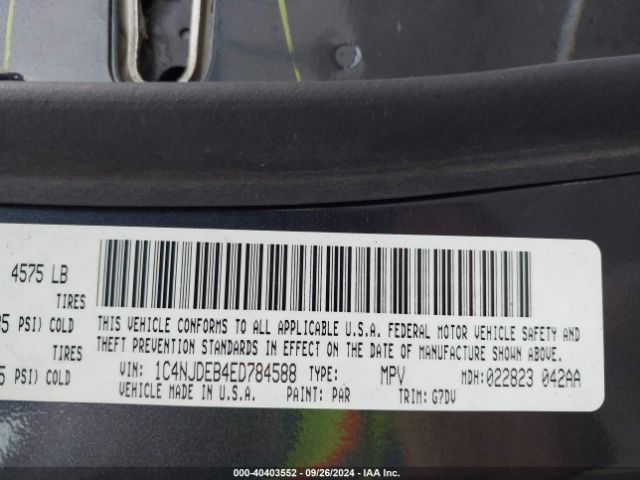 4575 LB
TIRES
PSI) COLD
TIRES
5 PSI) COLD
THIS VEHICLE CONFORMS TO ALL APPLICABLE U.S.A. FEDERAL MOTOR VEHICLE SAFETY AND
THEFT PREVENTION STANDARDS IN EFFECT ON THE DATE OF MANUFACTURE SHOWN ABOVE.
VIN: 1C4NJDEB4ED784588 TYPE: MPV MDH:022823 042AA
VEHICLE MADE IN U.S.A. PAINT: PAR TRIM: G7DV
000-40403552 - 09/26/2024 - IAA Inc.